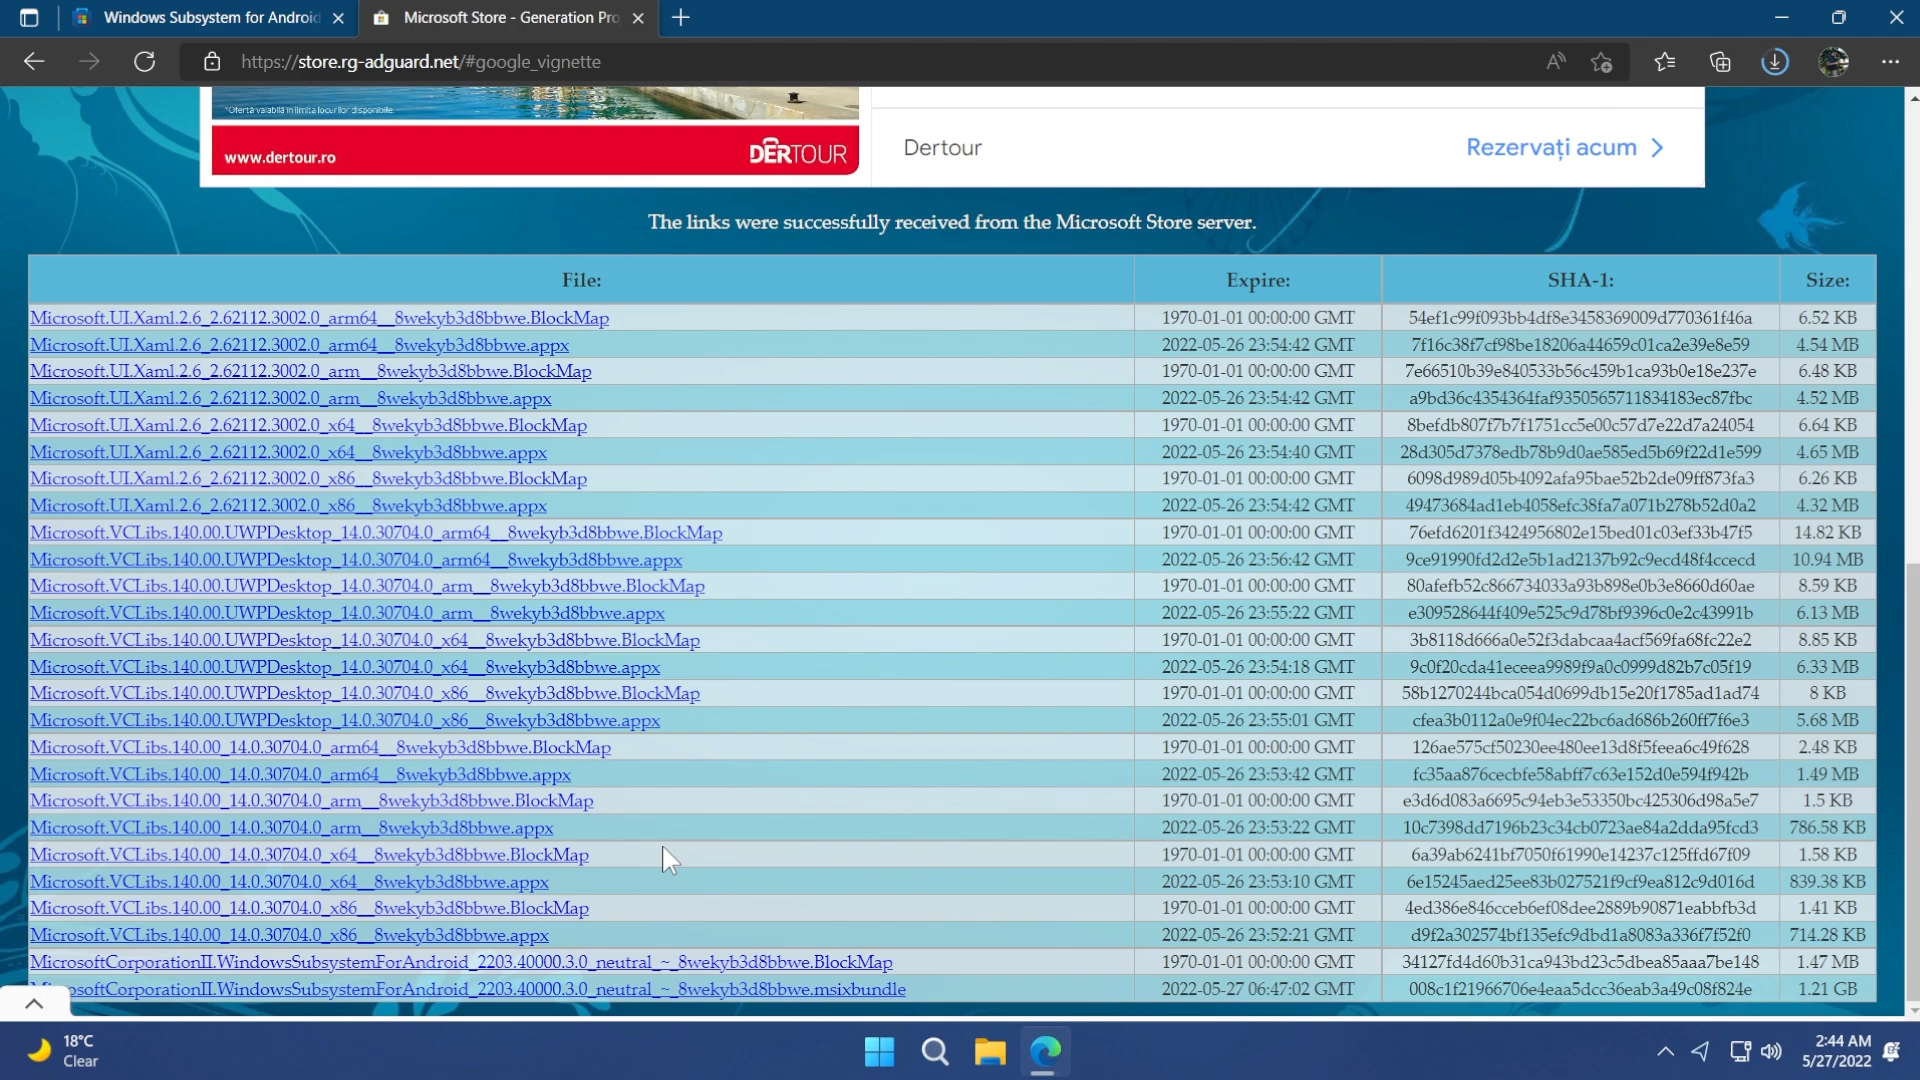 Windows Subsystem for Android
Microsoft Store - Generation Pro
https://store.rg-adguard.net/#google_vignette
*Ofertă valabilă în limita locurilor disponibile.
www.dertour.ro
DERTOUR
Dertour
Rezervați acum
The links were successfully received from the Microsoft Store server.
File: Expire: SHA-1: Size:
Microsoft.UI.Xaml.2.6_2.62112.3002.0_arm64__8wekyb3d8bbwe.BlockMap 1970-01-01 00:00:00 GMT 54ef1c99f093bb4df8e3458369009d770361f46a 6.52 KB
Microsoft.UI.Xaml.2.6_2.62112.3002.0_arm64__8wekyb3d8bbwe.appx 2022-05-26 23:54:42 GMT 7f16c38f7cf98be18206a44659c01ca2e39e8e59 4.54 MB
Microsoft.UI.Xaml.2.6_2.62112.3002.0_arm__8wekyb3d8bbwe.BlockMap 1970-01-01 00:00:00 GMT 7e66510b39e840533b56c459b1ca93b0e18e237e 6.48 KB
Microsoft.UI.Xaml.2.6_2.62112.3002.0_arm__8wekyb3d8bbwe.appx 2022-05-26 23:54:42 GMT a9bd36c4354364faf9350565711834183ec87fbc 4.52 MB
Microsoft.UI.Xaml.2.6_2.62112.3002.0_x64__8wekyb3d8bbwe.BlockMap 1970-01-01 00:00:00 GMT 8befdb807f7b7f1751cc5e00c57d7e22d7a24054 6.64 KB
Microsoft.UI.Xaml.2.6_2.62112.3002.0_x64__8wekyb3d8bbwe.appx 2022-05-26 23:54:40 GMT 28d305d7378edb78b9d0ae585ed5b69f22d1e599 4.65 MB
Microsoft.UI.Xaml.2.6_2.62112.3002.0_x86__8wekyb3d8bbwe.BlockMap 1970-01-01 00:00:00 GMT 6098d989d05b4092afa95bae52b2de09ff873fa3 6.26 KB
Microsoft.UI.Xaml.2.6_2.62112.3002.0_x86__8wekyb3d8bbwe.appx 2022-05-26 23:54:42 GMT 49473684ad1eb4058efc38fa7a071b278b52d0a2 4.32 MB
Microsoft.VCLibs.140.00.UWPDesktop_14.0.30704.0_arm64__8wekyb3d8bbwe.BlockMap 1970-01-01 00:00:00 GMT 76efd6201f3424956802e15bed01c03ef33b47f5 14.82 KB
Microsoft.VCLibs.140.00.UWPDesktop_14.0.30704.0_arm64__8wekyb3d8bbwe.appx 2022-05-26 23:56:42 GMT 9ce91990fd2d2e5b1ad2137b92c9ecd48f4ccecd 10.94 MB
Microsoft.VCLibs.140.00.UWPDesktop_14.0.30704.0_arm__8wekyb3d8bbwe.BlockMap 1970-01-01 00:00:00 GMT 80afefb52c866734033a93b898e0b3e8660d60ae 8.59 KB
Microsoft.VCLibs.140.00.UWPDesktop_14.0.30704.0_arm__8wekyb3d8bbwe.appx 2022-05-26 23:55:22 GMT e309528644f409e525c9d78bf9396c0e2c43991b 6.13 MB
Microsoft.VCLibs.140.00.UWPDesktop_14.0.30704.0_x64__8wekyb3d8bbwe.BlockMap 1970-01-01 00:00:00 GMT 3b8118d666a0e52f3dabcaa4acf569fa68fc22e2 8.85 KB
Microsoft.VCLibs.140.00.UWPDesktop_14.0.30704.0_x64__8wekyb3d8bbwe.appx 2022-05-26 23:54:18 GMT 9c0f20cda41eceea9989f9a0c0999d82b7c05f19 6.33 MB
Microsoft.VCLibs.140.00.UWPDesktop_14.0.30704.0_x86__8wekyb3d8bbwe.BlockMap 1970-01-01 00:00:00 GMT 58b1270244bca054d0699db15e20f1785ad1ad74 8 KB
Microsoft.VCLibs.140.00.UWPDesktop_14.0.30704.0_x86__8wekyb3d8bbwe.appx 2022-05-26 23:55:01 GMT cfea3b0112a0e9f04ec22bc6ad686b260ff7f6e3 5.68 MB
Microsoft.VCLibs.140.00_14.0.30704.0_arm64__8wekyb3d8bbwe.BlockMap 1970-01-01 00:00:00 GMT 126ae575cf50230ee480ee13d8f5feea6c49f628 2.48 KB
Microsoft.VCLibs.140.00_14.0.30704.0_arm64__8wekyb3d8bbwe.appx 2022-05-26 23:53:42 GMT fc35aa876cecbfe58abff7c63e152d0e594f942b 1.49 MB
Microsoft.VCLibs.140.00_14.0.30704.0_arm__8wekyb3d8bbwe.BlockMap 1970-01-01 00:00:00 GMT e3d6d083a6695c94eb3e53350bc425306d98a5e7 1.5 KB
Microsoft.VCLibs.140.00_14.0.30704.0_arm__8wekyb3d8bbwe.appx 2022-05-26 23:53:22 GMT 10c7398dd7196b23c34cb0723ae84a2dda95fcd3 786.58 KB
Microsoft.VCLibs.140.00_14.0.30704.0_x64__8wekyb3d8bbwe.BlockMap 1970-01-01 00:00:00 GMT 6a39ab6241bf7050f61990e14237c125ffd67f09 1.58 KB
Microsoft.VCLibs.140.00_14.0.30704.0_x64__8wekyb3d8bbwe.appx 2022-05-26 23:53:10 GMT 6e15245aed25ee83b027521f9cf9ea812c9d016d 839.38 KB
Microsoft.VCLibs.140.00_14.0.30704.0_x86__8wekyb3d8bbwe.BlockMap 1970-01-01 00:00:00 GMT 4ed386e846cceb6ef08dee2889b90871eabbfb3d 1.41 KB
Microsoft.VCLibs.140.00_14.0.30704.0_x86__8wekyb3d8bbwe.appx 2022-05-26 23:52:21 GMT d9f2a302574bf135efc9dbd1a8083a336f7f52f0 714.28 KB
MicrosoftCorporationII.WindowsSubsystemForAndroid_2203.40000.3.0_neutral_~_8wekyb3d8bbwe.BlockMap 1970-01-01 00:00:00 GMT 34127fd4d60b31ca943bd23c5dbea85aaa7be148 1.47 MB
MicrosoftCorporationII.WindowsSubsystemForAndroid_2203.40000.3.0_neutral_~_8wekyb3d8bbwe.msixbundle 2022-05-27 06:47:02 GMT 008c1f21966706e4eaa5dcc36eab3a49c08f824e 1.21 GB
18°C
Clear
2:44 AM
5/27/2022